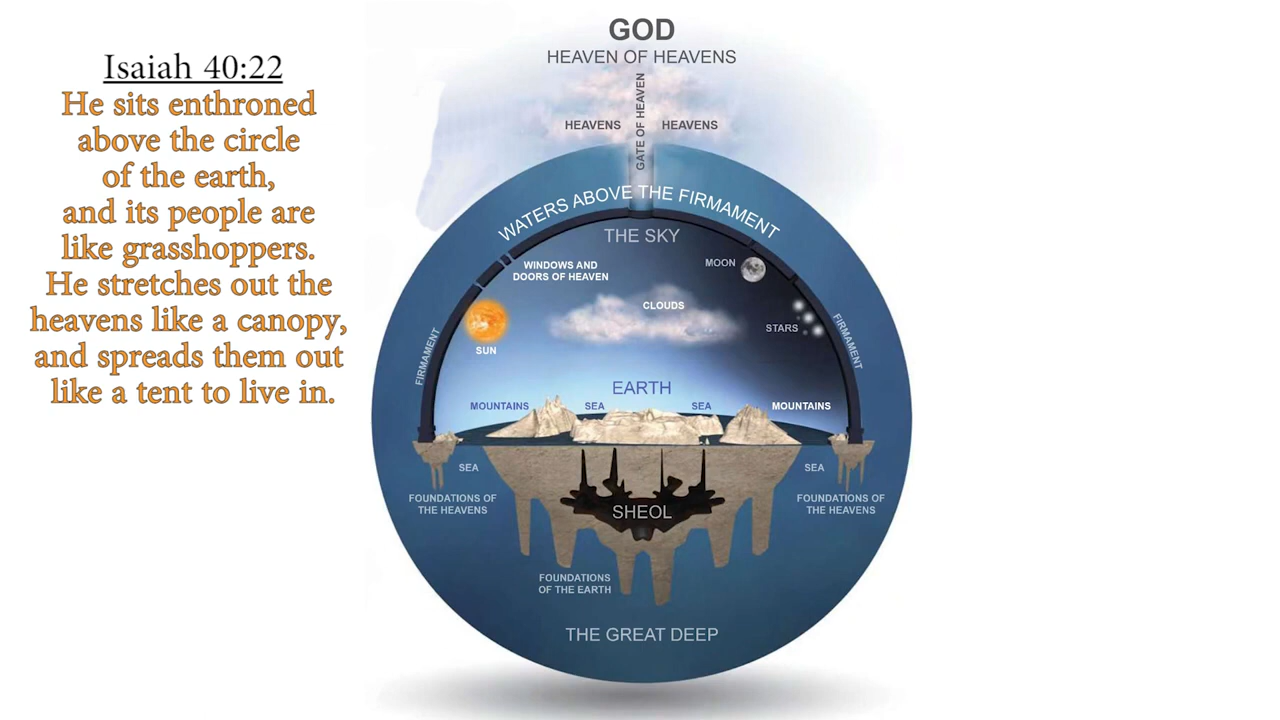 Isaiah 40:22
He sits enthroned
above the circle
of the earth,
and its people are
like grasshoppers.
He stretches out the
heavens like a canopy,
and spreads them out
like a tent to live in.
GOD
HEAVEN OF HEAVENS
HEAVENS
GATE OF HEAVEN
HEAVENS
WATERS ABOVE THE FIRMAMENT
THE SKY
WINDOWS AND
DOORS OF HEAVEN
MOON
CLOUDS
STARS
SUN
FIRMAMENT
FIRMAMENT
EARTH
MOUNTAINS
SEA
SEA
MOUNTAINS
SEA
SEA
FOUNDATIONS OF
THE HEAVENS
FOUNDATIONS OF
THE HEAVENS
SHEOL
FOUNDATIONS
OF THE EARTH
THE GREAT DEEP